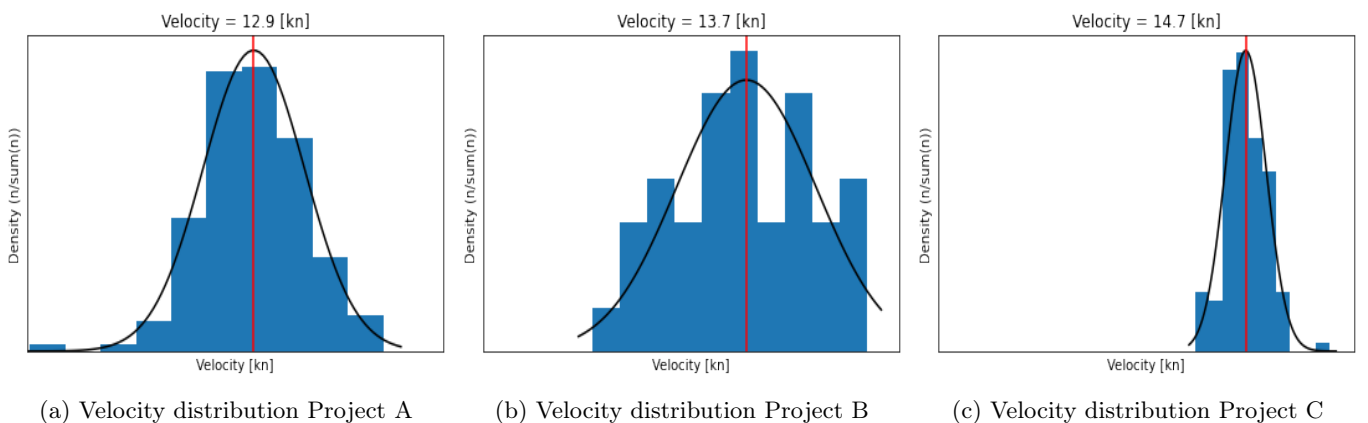 Velocity = 12.9 [kn]
Density (n/sum(n))
Velocity [kn]
(a) Velocity distribution Project A
Velocity = 13.7 [kn]
Density (n/sum(n))
Velocity [kn]
(b) Velocity distribution Project B
Velocity = 14.7 [kn]
Density (n/sum(n))
Velocity [kn]
(c) Velocity distribution Project C